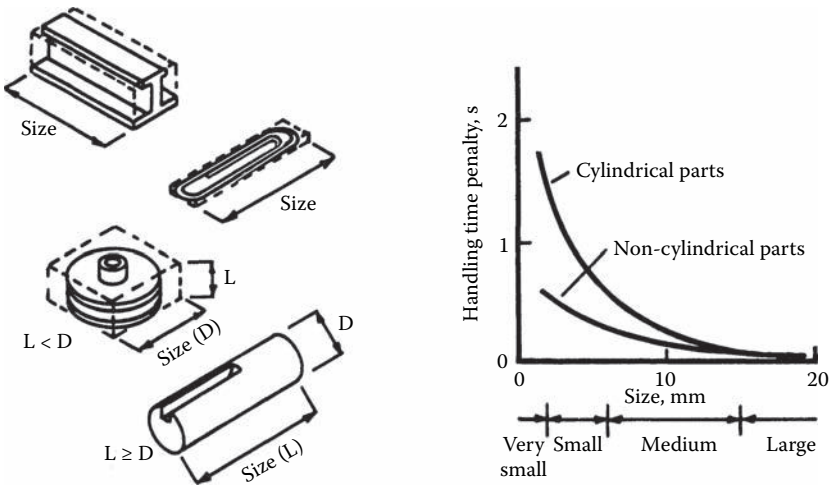 Size
Size
L
L < D
Size (D)
D
L ≥ D
Size (L)
Handling time penalty, s
2
1
0
Cylindrical parts
Non-cylindrical parts
0
10
20
Size, mm
Very
small
Small
Medium
Large